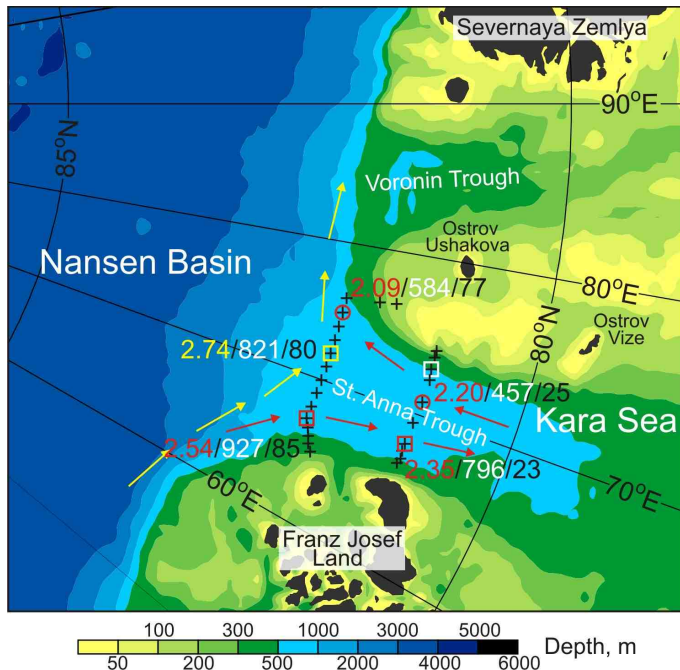 Severnaya Zemlya
90°E
85°N
Voronin Trough
Ostrov
Ushakova
Nansen Basin
2.09/584/77
80°E
80°N
Ostrov
Vize
2.74/821/80
2.20/457/25
St. Anna Trough
Kara Sea
2.54/927/85
2.35/796/23
60°E
70°E
Franz Josef
Land
100 300 1000 3000 5000 Depth, m
50 200 500 2000 4000 6000